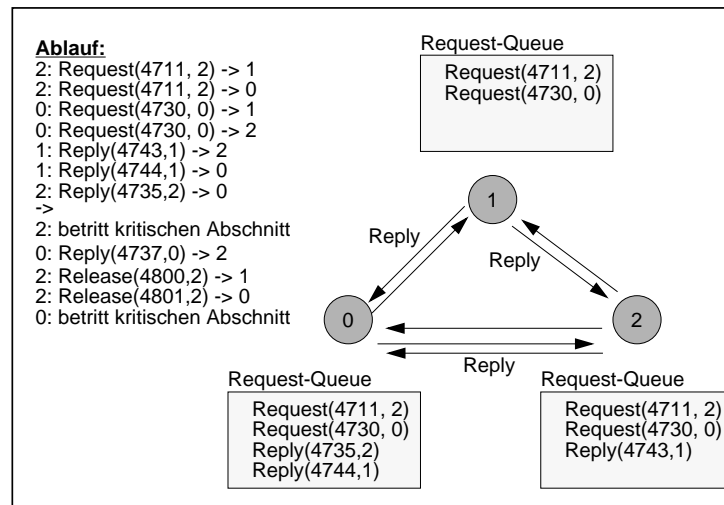 Ablauf:
2: Request(4711, 2) -> 1
2: Request(4711, 2) -> 0
0: Request(4730, 0) -> 1
0: Request(4730, 0) -> 2
1: Reply(4743,1) -> 2
1: Reply(4744,1) -> 0
2: Reply(4735,2) -> 0
->
2: betritt kritischen Abschnitt
0: Reply(4737,0) -> 2
2: Release(4800,2) -> 1
2: Release(4801,2) -> 0
0: betritt kritischen Abschnitt
Request-Queue
Request(4711, 2)
Request(4730, 0)
1
Reply
Reply
0
2
Reply
Request-Queue
Request(4711, 2)
Request(4730, 0)
Reply(4735,2)
Reply(4744,1)
Request-Queue
Request(4711, 2)
Request(4730, 0)
Reply(4743,1)